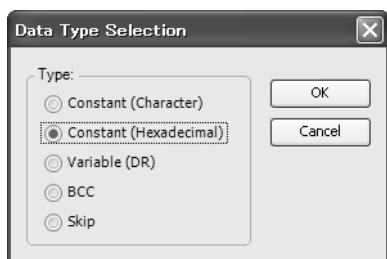 Data Type Selection
Type:
Constant (Character)
Constant (Hexadecimal)
Variable (DR)
BCC
Skip
OK
Cancel